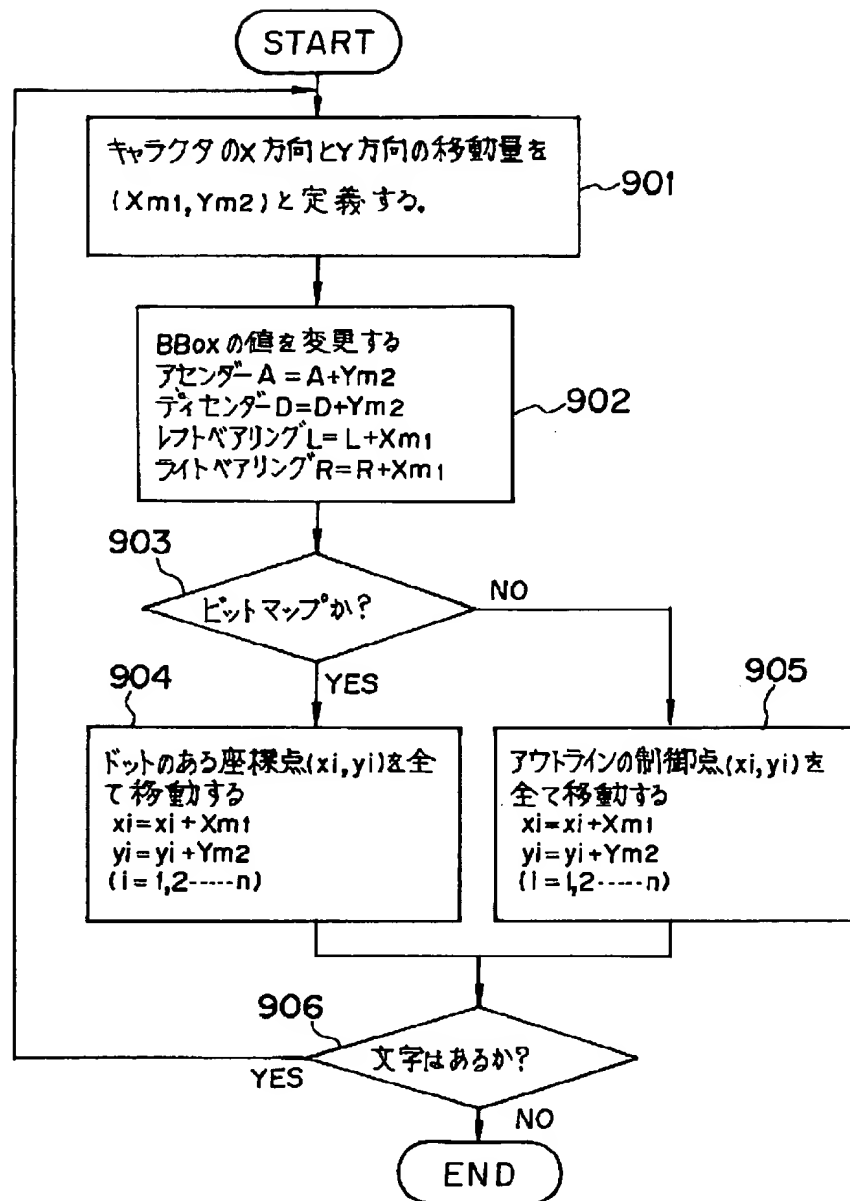 START
キャラクタのX方向とY方向の移動量を
(Xm1,Ym2)と定義する。
901
BBoxの値を変更する
アセンダーA=A+Ym2
ディセンダーD=D+Ym2
レフトベアリングL=L+Xm1
ライトベアリングR=R+Xm1
902
903
ビットマップか?
NO
YES
904
ドットのある座標点(xi,yi)を全
て移動する
xi=xi+Xm1
yi=yi+Ym2
(i=1,2-----n)
905
アウトラインの制御点(xi,yi)を
全て移動する
xi=xi+Xm1
yi=yi+Ym2
(i=1,2-----n)
906
文字はあるか?
YES
NO
END